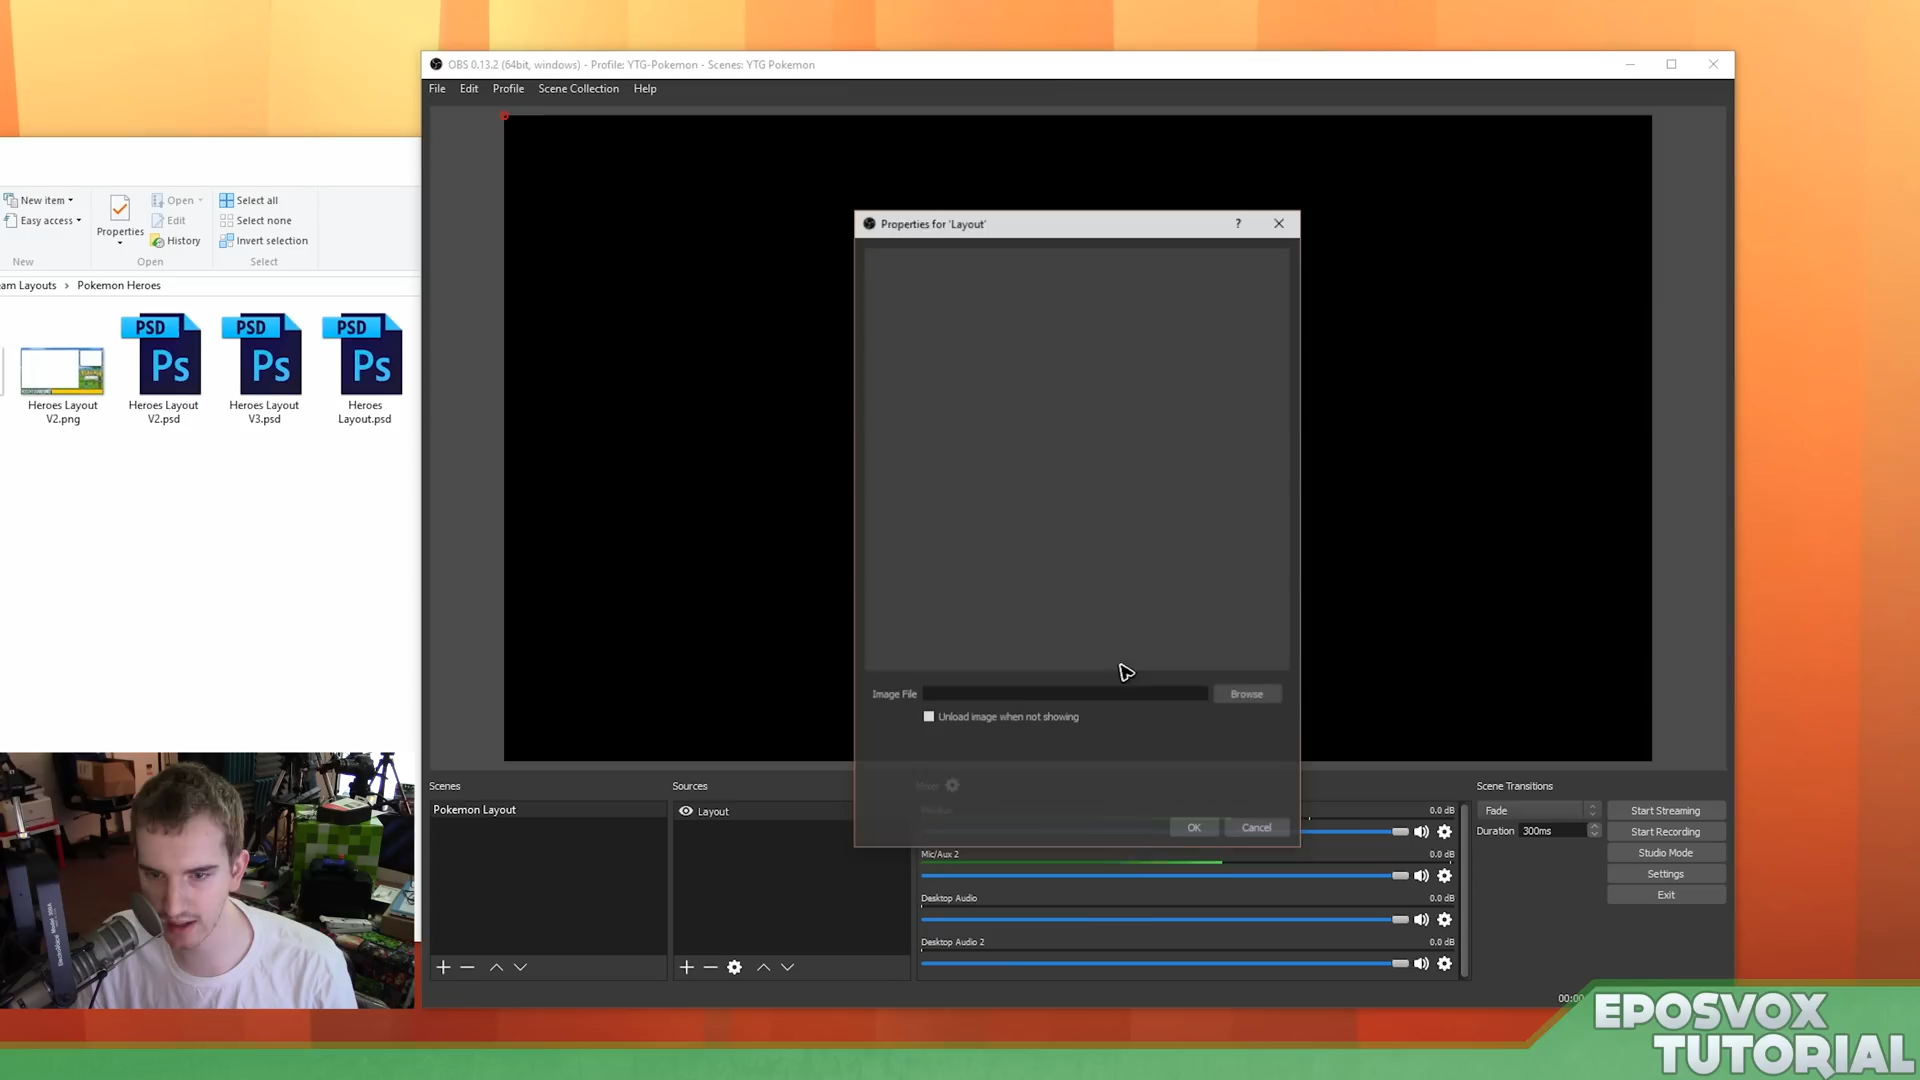 OBS 0.13.2 (64bit, windows) - Profile: YTG-Pokemon - Scenes: YTG Pokemon
File Edit Profile Scene Collection Help
New item
Easy access
New
Properties
Open
Edit
History
Open
Select all
Select none
Invert selection
Select
eam Layouts › Pokemon Heroes
PSD
Ps
PSD
Ps
PSD
Ps
Heroes Layout
V2.png
Heroes Layout
V2.psd
Heroes Layout
V3.psd
Heroes
Layout.psd
Properties for 'Layout'
?
Image File
Browse
Unload image when not showing
OK
Cancel
Scenes
Pokemon Layout
Sources
Layout
Mixer
0.0 dB
Mic/Aux 2
0.0 dB
Desktop Audio
0.0 dB
Desktop Audio 2
0.0 dB
Scene Transitions
Fade
Duration 300ms
Start Streaming
Start Recording
Studio Mode
Settings
Exit
00:00
EPOSVOX
TUTORIAL